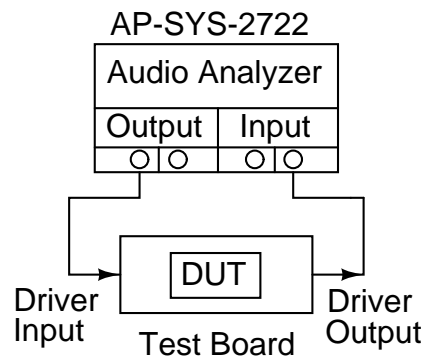 AP-SYS-2722
Audio Analyzer
Output Input
DUT
Driver
Input
Driver
Output
Test Board